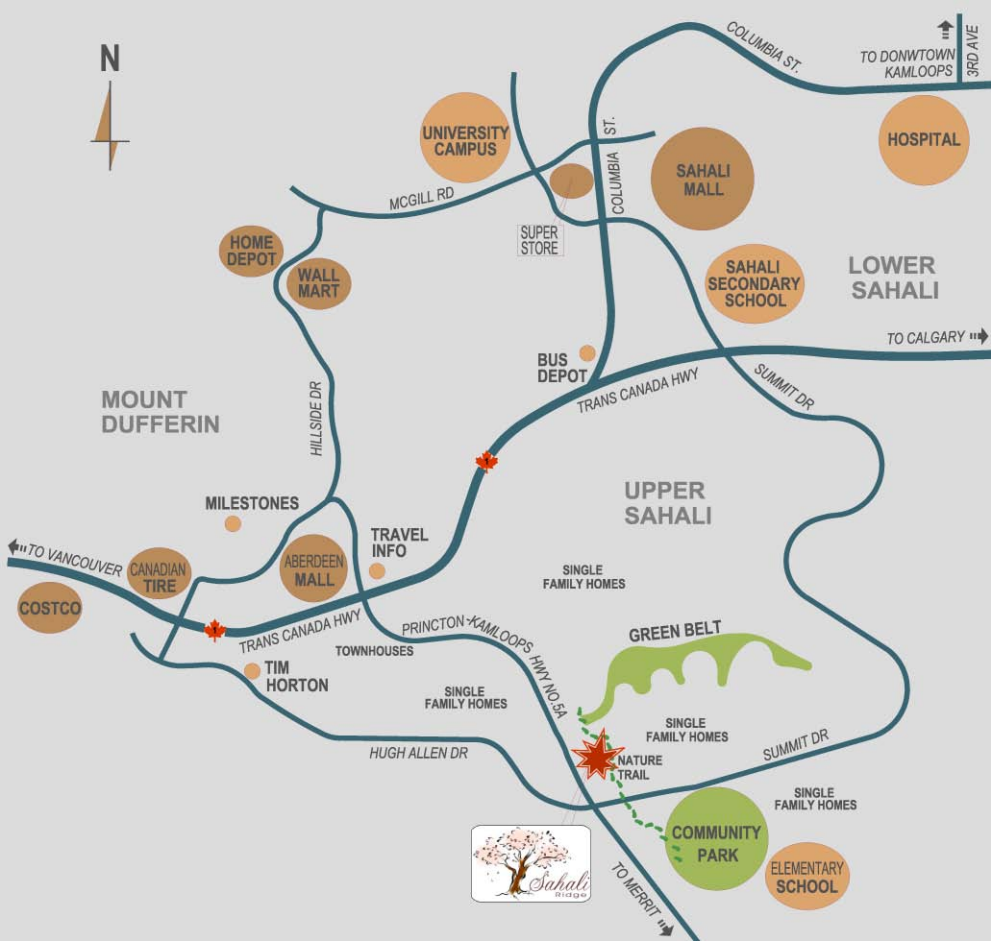 N
COLUMBIA ST.
TO DONWTOWN
KAMLOOPS
3RD AVE
UNIVERSITY
CAMPUS
COLUMBIA ST.
HOSPITAL
SAHALI
MALL
MCGILL RD
SUPER
STORE
HOME
DEPOT
WALL
MART
SAHALI
SECONDARY
SCHOOL
LOWER
SAHALI
TO CALGARY
BUS
DEPOT
TRANS CANADA HWY
SUMMIT DR
MOUNT
DUFFERIN
HILLSIDE DR
1
UPPER
SAHALI
MILESTONES
TRAVEL
INFO
TO VANCOUVER
CANADIAN
TIRE
ABERDEEN
MALL
SINGLE
FAMILY HOMES
COSTCO
1
TRANS CANADA HWY
PRINCTON-KAMLOOPS HWY NO.5A
GREEN BELT
TOWNHOUSES
TIM
HORTON
SINGLE
FAMILY HOMES
SINGLE
FAMILY HOMES
HUGH ALLEN DR
NATURE
TRAIL
SUMMIT DR
SINGLE
FAMILY HOMES
COMMUNITY
PARK
ELEMENTARY
SCHOOL
Sahali
Ridge
TO MERRIT